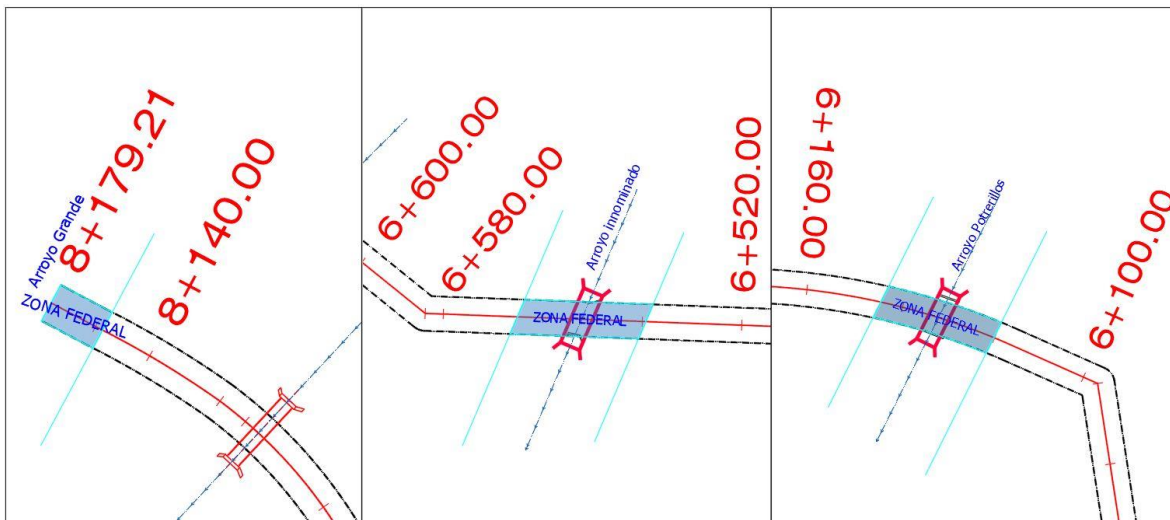 8+179.21
Arroyo Grande
8+140.00
ZONA FEDERAL
6+600.00
6+580.00
Arroyo innominado
6+520.00
ZONA FEDERAL
6+160.00
Arroyo Potrerillos
6+100.00
ZONA FEDERAL